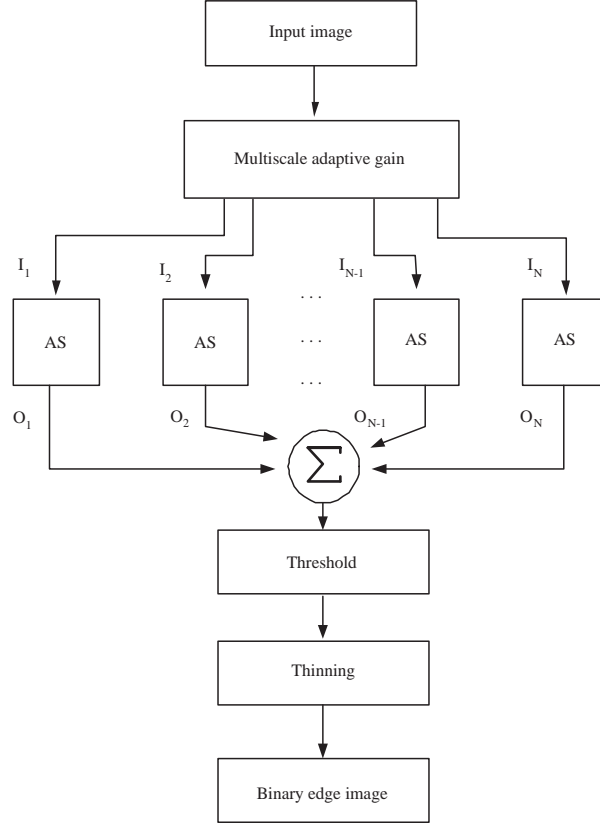 Input image
Multiscale adaptive gain
I1 I2 IN-1 IN
. . .
AS AS . . . AS AS
. . .
O1 O2 ON-1 ON
Σ
Threshold
Thinning
Binary edge image